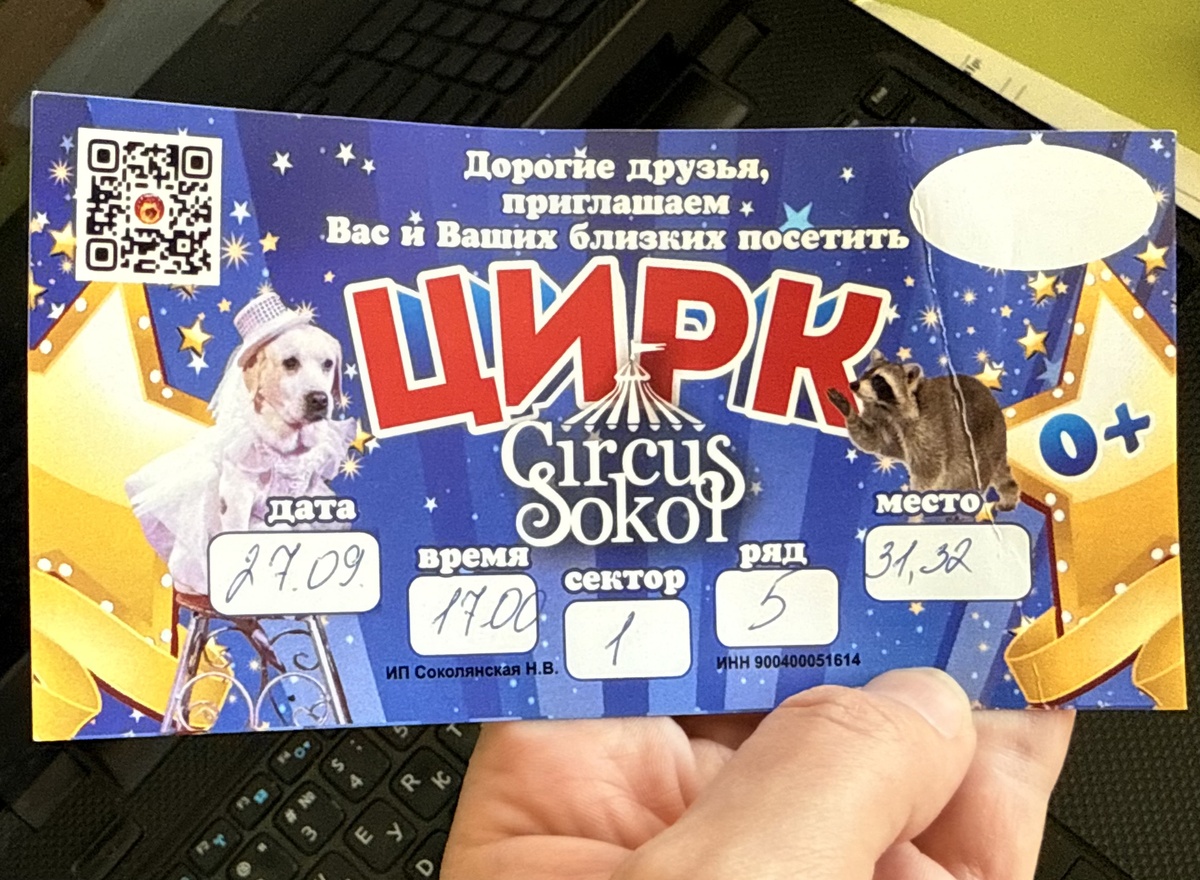 Дорогие друзья,
приглашаем
Вас и Ваших близких посетить
ЦИРК
Circus
Sokol
0+
дата
27.09.
время
17.00
сектор
1
ряд
5
место
31,32
ИП Соколянская Н.В.
ИНН 900400051614